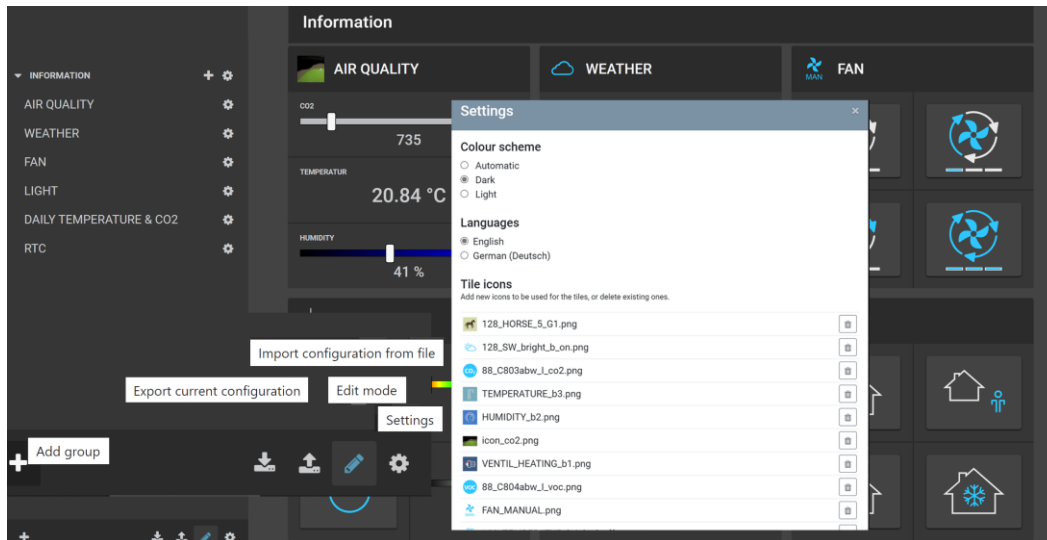 Information
INFORMATION
AIR QUALITY
WEATHER
FAN
LIGHT
DAILY TEMPERATURE & CO2
RTC
AIR QUALITY
WEATHER
MAN
FAN
CO2
735
TEMPERATUR
20.84 °C
HUMIDITY
41 %
Settings
×
Colour scheme
Automatic
Dark
Light
Languages
English
German (Deutsch)
Tile icons
Add new icons to be used for the tiles, or delete existing ones.
128_HORSE_5_G1.png
128_SW_bright_b_on.png
CO₂
88_C803abw_l_co2.png
TEMPERATURE_b3.png
HUMIDITY_b2.png
icon_co2.png
VENTIL_HEATING_b1.png
VOC
88_C804abw_l_voc.png
FAN_MANUAL.png
Import configuration from file
Export current configuration
Edit mode
Settings
Add group